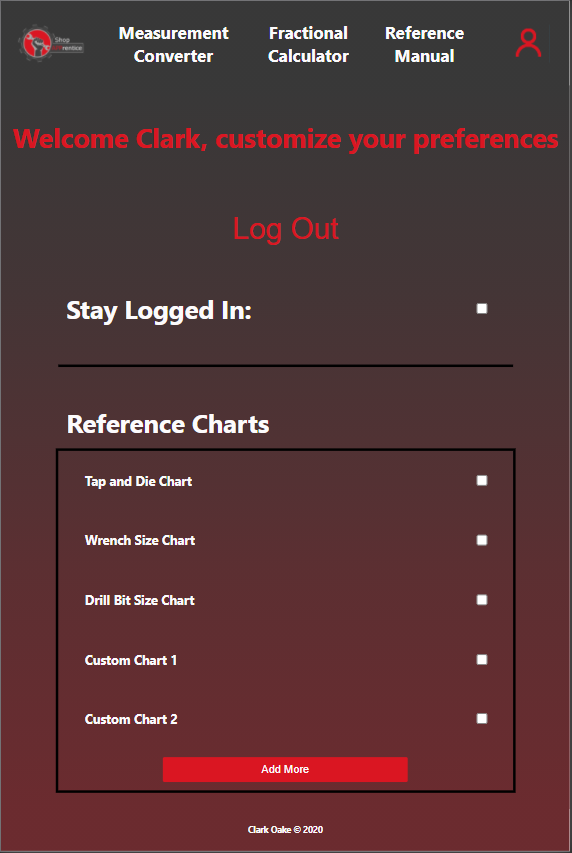 Shop
rentice
Measurement
Converter
Fractional
Calculator
Reference
Manual
Welcome Clark, customize your preferences
Log Out
Stay Logged In:
Reference Charts
Tap and Die Chart
Wrench Size Chart
Drill Bit Size Chart
Custom Chart 1
Custom Chart 2
Add More
Clark Oake © 2020